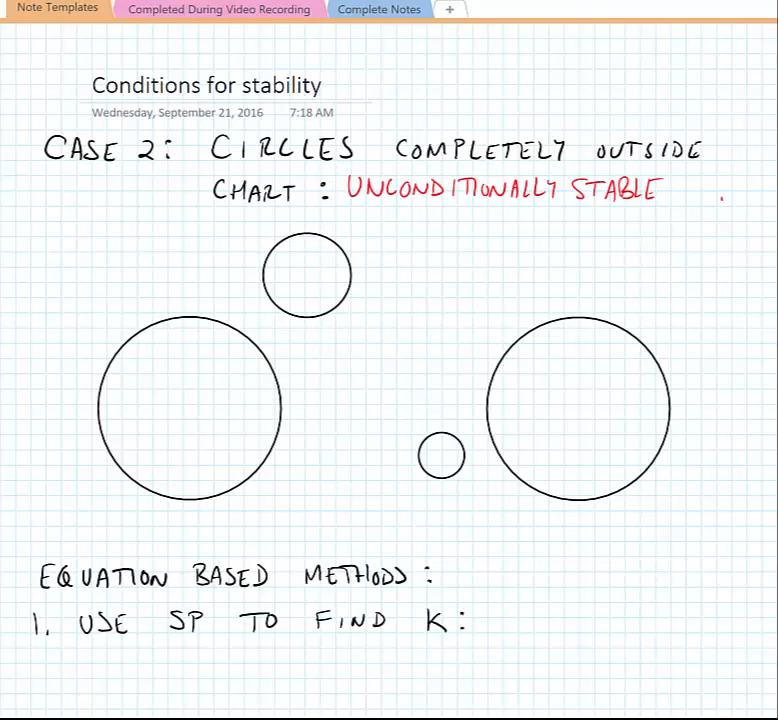 Note Templates
Completed During Video Recording
Complete Notes
+
Conditions for stability
Wednesday, September 21, 2016 7:18 AM
CASE 2: CIRCLES COMPLETELY OUTSIDE
CHART : UNCONDITIONALLY STABLE .
EQUATION BASED METHODS:
1. USE SP TO FIND K: